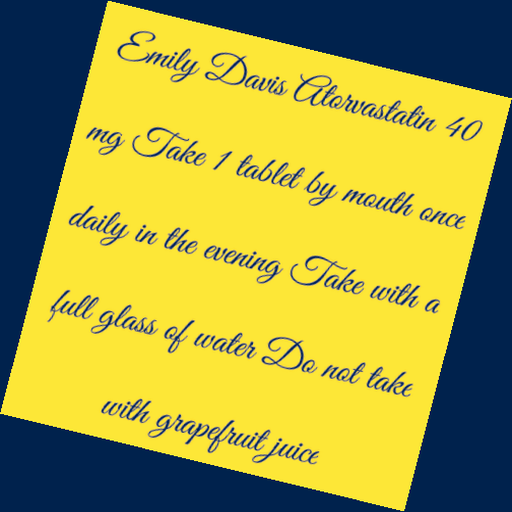 Emily Davis Atorvastatin 40
mg Take 1 tablet by mouth once
daily in the evening Take with a
full glass of water Do not take
with grapefruit juice